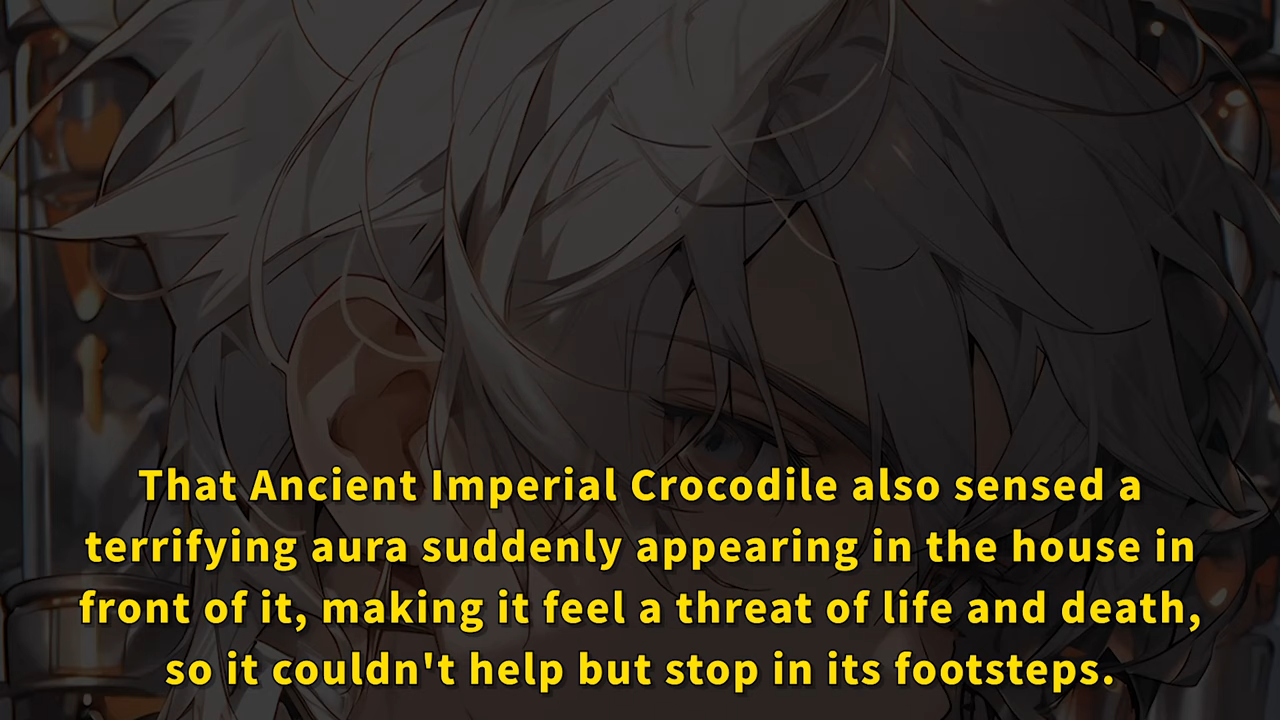 That Ancient Imperial Crocodile also sensed a
terrifying aura suddenly appearing in the house in
front of it, making it feel a threat of life and death,
so it couldn't help but stop in its footsteps.